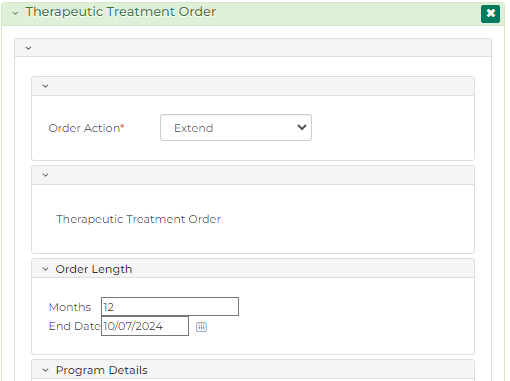 Therapeutic Treatment Order
Order Action*
Extend
Therapeutic Treatment Order
Order Length
Months 12
End Date 10/07/2024
Program Details